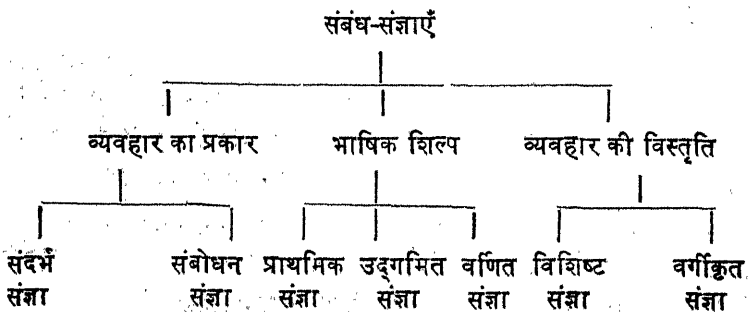 संबंध-संज्ञाएँ
व्यवहार का प्रकार भाषिक शिल्प व्यवहार की विस्तृति
संदर्भ संबोधन प्राथमिक उद्गमित वर्णित विशिष्ट वर्गीकृत
संज्ञा संज्ञा संज्ञा संज्ञा संज्ञा संज्ञा संज्ञा